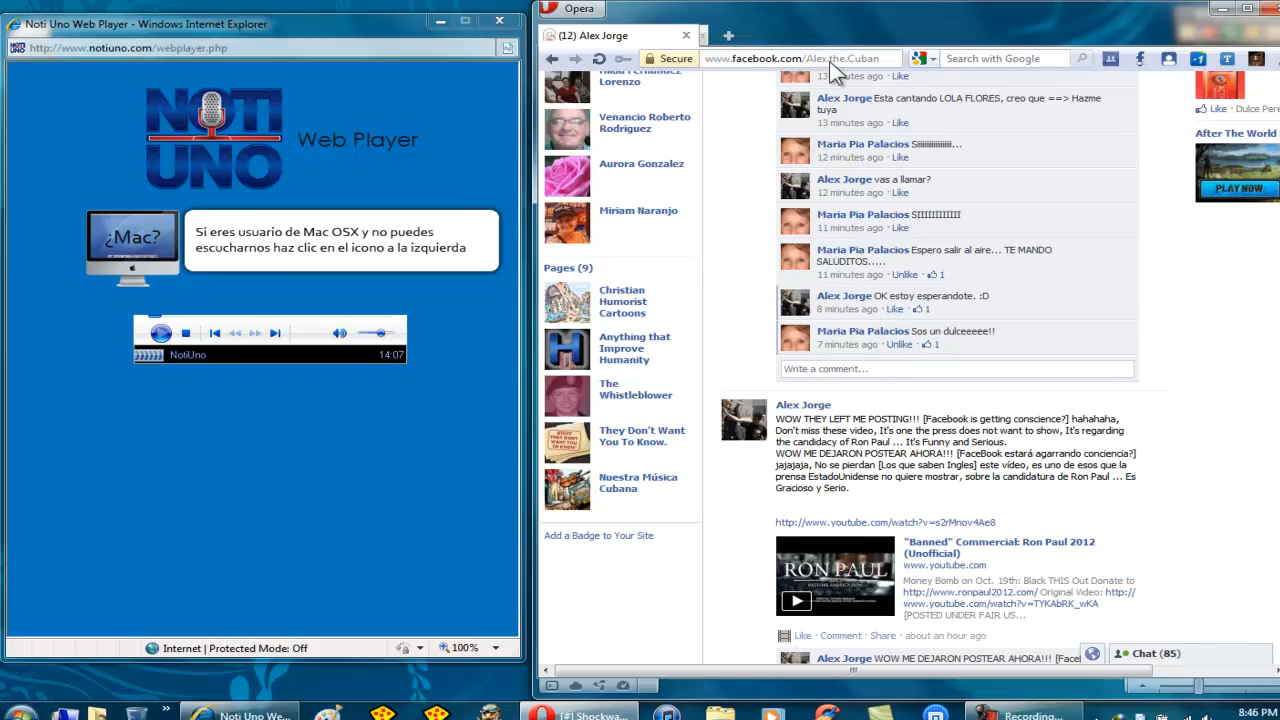 Noti Uno Web Player - Windows Internet Explorer
http://www.notiuno.com/webplayer.php
NOTI
UNO
Web Player
¿Mac?
Si eres usuario de Mac OSX y no puedes
escucharnos haz clic en el icono a la izquierda
NotiUno
14:07
Internet | Protected Mode: Off
100%
Opera
(12) Alex Jorge
Secure
www.facebook.com/Alex.the.Cuban
Search with Google
Lorenzo
Venancio Roberto
Rodriguez
Aurora Gonzalez
Miriam Naranjo
Pages (9)
Christian
Humorist
Cartoons
Anything that
Improve
Humanity
The
Whistleblower
They Don't Want
You To Know.
Nuestra Música
Cubana
Add a Badge to Your Site
Like
Alex Jorge Esta cantando LOLA FLORES, creo que ==> Hazme
tuya
13 minutes ago · Like
Maria Pia Palacios Siiiiiiiiiiiiiii...
12 minutes ago · Like
Alex Jorge vas a llamar?
12 minutes ago · Like
Maria Pia Palacios SIIIIIIIIIIII
11 minutes ago · Like
Maria Pia Palacios Espero salir al aire... TE MANDO
SALUDITOS.....
11 minutes ago · Unlike · 1
Alex Jorge OK estoy esperandote. :D
8 minutes ago · Like · 1
Maria Pia Palacios Sos un dulceeeee!!
7 minutes ago · Unlike · 1
Write a comment...
Alex Jorge
WOW THEY LEFT ME POSTING!!! [Facebook is getting conscience?] hahahaha,
Don't miss these video, It's one the press does not want to show, It's regarding
the candidacy of Ron Paul ... It's Funny and Serious.
WOW ME DEJARON POSTEAR AHORA!!! [FaceBook estará agarrando conciencia?]
jajajaja, No se pierdan [Los que saben Ingles] este vídeo, es uno de esos que la
prensa EstadoUnidense no quiere mostrar, sobre la candidatura de Ron Paul ... Es
Gracioso y Serio.
http://www.youtube.com/watch?v=s2rMnov4Ae8
RON PAUL
"Banned" Commercial: Ron Paul 2012
(Unofficial)
www.youtube.com
Money Bomb on Oct. 19th: Black THIS Out Donate to
http://www.ronpaul2012.com/ Original Video: http://
www.youtube.com/watch?v=TYKAbRK_wKA
[POSTED UNDER FAIR US...
Like · Comment · Share · about an hour ago
Alex Jorge WOW ME DEJARON POSTEAR AHORA!!! [Facel
Like · Dulce Pere
After The World
PLAY NOW
Chat (85)
Noti Uno We...
[#] Shockwa
Recording...
8:46 PM